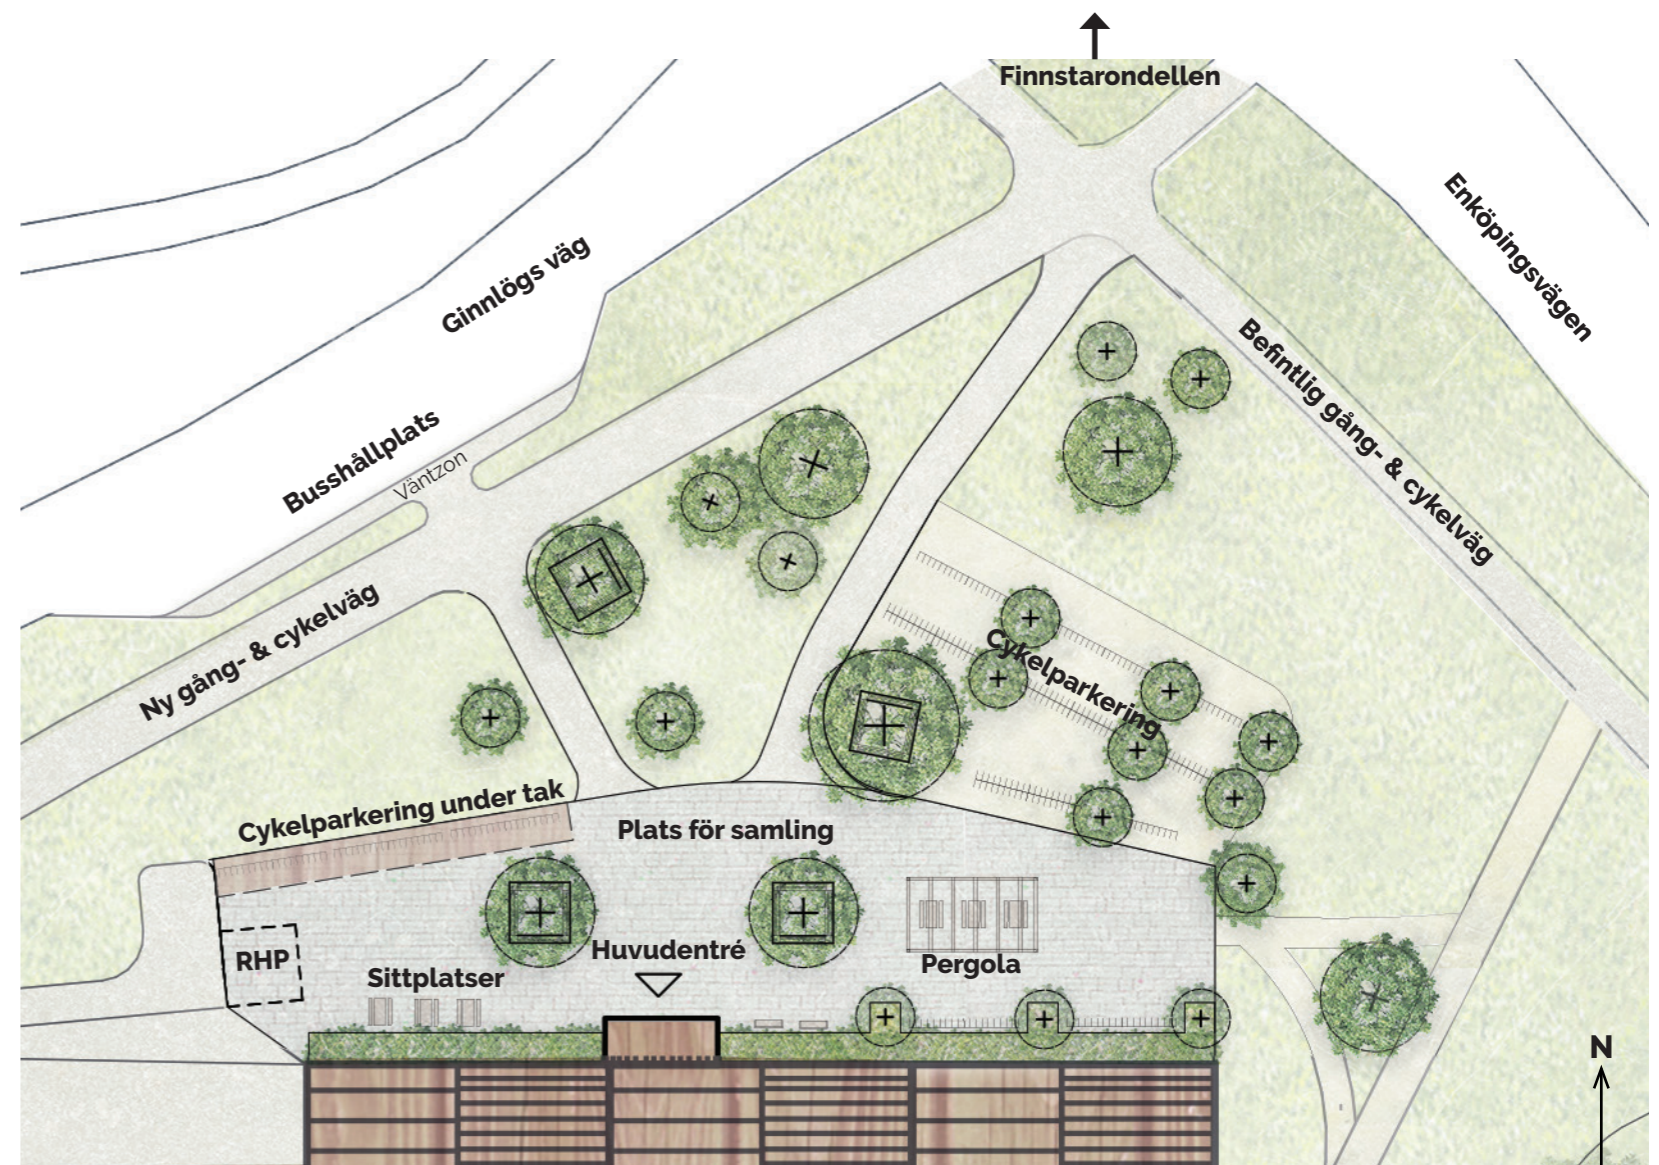 Finnstarondellen
Enköpingsvägen
Ginnlögs väg
Befintlig gång- & cykelväg
Busshållplats
Väntzon
Ny gång- & cykelväg
Cykelparkering
Cykelparkering under tak
Plats för samling
Huvudentré
RHP
Sittplatser
Pergola
N